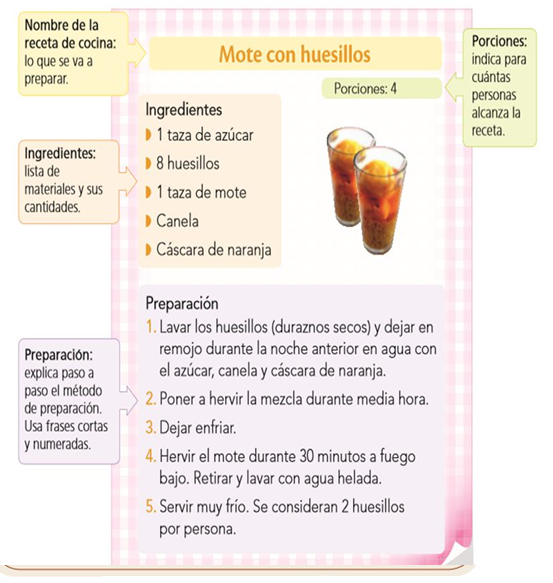 Nombre de la
receta de cocina:
lo que se va a
preparar.
Mote con huesillos
Porciones:
indica para
cuántas
personas
alcanza la
receta.
Porciones: 4
Ingredientes:
lista de
materiales y sus
cantidades.
Ingredientes
1 taza de azúcar
8 huesillos
1 taza de mote
Canela
Cáscara de naranja
Preparación:
explica paso a
paso el método
de preparación.
Usa frases cortas
y numeradas.
Preparación
1. Lavar los huesillos (duraznos secos) y dejar en
remojo durante la noche anterior en agua con
el azúcar, canela y cáscara de naranja.
2. Poner a hervir la mezcla durante media hora.
3. Dejar enfriar.
4. Hervir el mote durante 30 minutos a fuego
bajo. Retirar y lavar con agua helada.
5. Servir muy frío. Se consideran 2 huesillos
por persona.